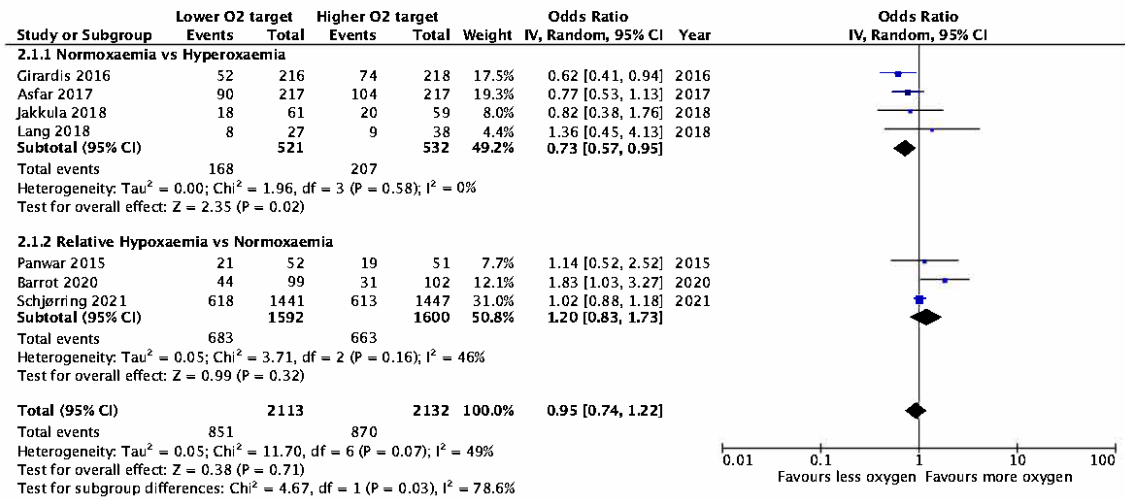 Lower O2 target Higher O2 target Odds Ratio Odds Ratio
Study or Subgroup Events Total Events Total Weight IV, Random, 95% CI Year IV, Random, 95% CI
2.1.1 Normoxaemia vs Hyperoxaemia
Girardis 2016 52 216 74 218 17.5% 0.62 [0.41, 0.94] 2016
Asfar 2017 90 217 104 217 19.3% 0.77 [0.53, 1.13] 2017
Jakkula 2018 18 61 20 59 8.0% 0.82 [0.38, 1.76] 2018
Lang 2018 8 27 9 38 4.4% 1.36 [0.45, 4.13] 2018
Subtotal (95% CI) 521 532 49.2% 0.73 [0.57, 0.95]
Total events 168 207
Heterogeneity: Tau² = 0.00; Chi² = 1.96, df = 3 (P = 0.58); I² = 0%
Test for overall effect: Z = 2.35 (P = 0.02)
2.1.2 Relative Hypoxaemia vs Normoxaemia
Panwar 2015 21 52 19 51 7.7% 1.14 [0.52, 2.52] 2015
Barrot 2020 44 99 31 102 12.1% 1.83 [1.03, 3.27] 2020
Schjørring 2021 618 1441 613 1447 31.0% 1.02 [0.88, 1.18] 2021
Subtotal (95% CI) 1592 1600 50.8% 1.20 [0.83, 1.73]
Total events 683 663
Heterogeneity: Tau² = 0.05; Chi² = 3.71, df = 2 (P = 0.16); I² = 46%
Test for overall effect: Z = 0.99 (P = 0.32)
Total (95% CI) 2113 2132 100.0% 0.95 [0.74, 1.22]
Total events 851 870
Heterogeneity: Tau² = 0.05; Chi² = 11.70, df = 6 (P = 0.07); I² = 49%
Test for overall effect: Z = 0.38 (P = 0.71)
Test for subgroup differences: Chi² = 4.67, df = 1 (P = 0.03), I² = 78.6%
0.01 0.1 1 10 100
Favours less oxygen Favours more oxygen